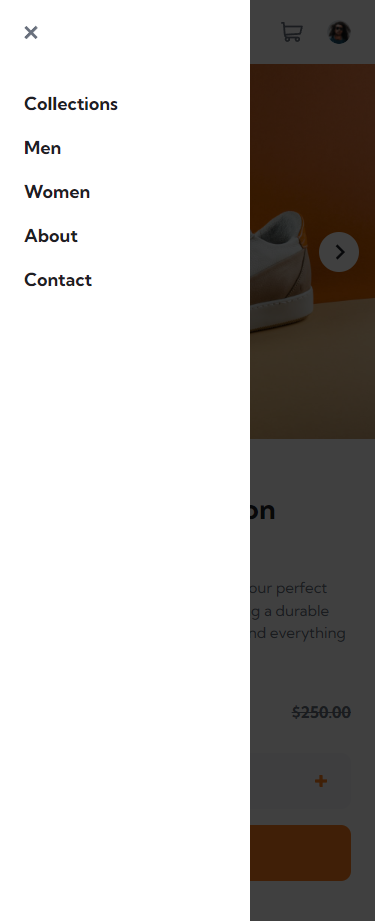 Collections
Men
Women
About
Contact
on
our perfect
g a durable
nd everything
$250.00